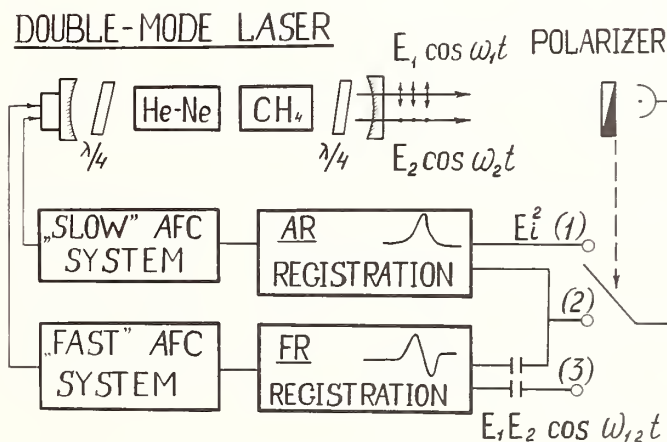 DOUBLE-MODE LASER
E₁ cos ω₁t
POLARIZER
He-Ne
CH₄
λ/4
λ/4
E₂ cos ω₂t
„SLOW” AFC
SYSTEM
AR
REGISTRATION
Eᵢ² (1)
(2)
„FAST” AFC
SYSTEM
FR
REGISTRATION
(3)
E₁E₂ cos ω₁₂t